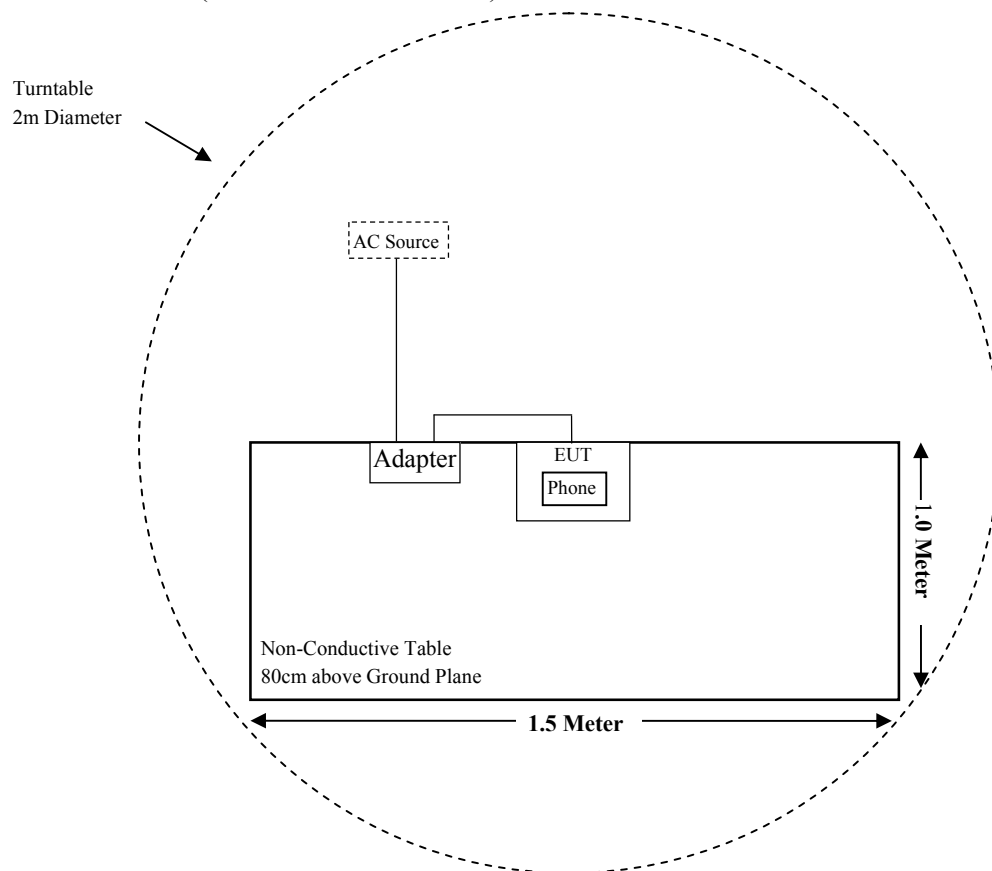 Turntable
2m Diameter
AC Source
Adapter
EUT
Phone
1.0 Meter
Non-Conductive Table
80cm above Ground Plane
1.5 Meter